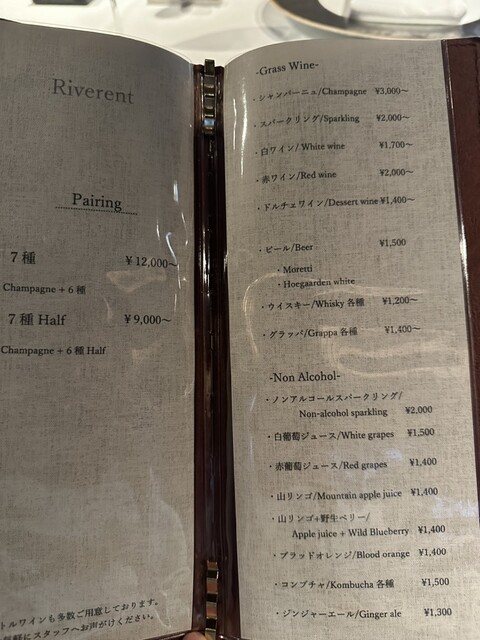 Riverent
Pairing
7種 ¥12,000～
Champagne + 6種
7種 Half ¥9,000～
Champagne + 6種 Half
トルワインも多数ご用意しております。
気軽にスタッフへお声がけください。
-Grass Wine-
・シャンパーニュ/Champagne ¥3,000～
・スパークリング/Sparkling ¥2,000～
・白ワイン/White wine ¥1,700～
・赤ワイン/Red wine ¥2,000～
・ドルチェワイン/Dessert wine ¥1,400～
・ビール/Beer ¥1,500
・Moretti
・Hoegaarden white
・ウイスキー/Whisky 各種 ¥1,200～
・グラッパ/Grappa 各種 ¥1,400～
-Non Alcohol-
・ノンアルコールスパークリング/
Non-alcohol sparkling ¥2,000
・白葡萄ジュース/White grapes ¥1,500
・赤葡萄ジュース/Red grapes ¥1,400
・山リンゴ/Mountain apple juice ¥1,400
・山リンゴ+野生ベリー/
Apple juice + Wild Blueberry ¥1,400
・ブラッドオレンジ/Blood orange ¥1,400
・コンブチャ/Kombucha 各種 ¥1,500
・ジンジャーエール/Ginger ale ¥1,300